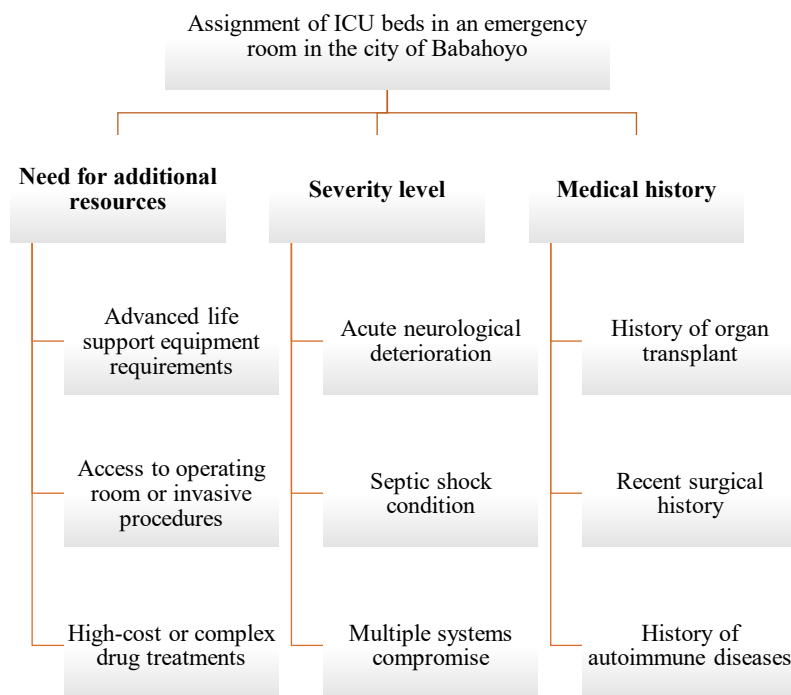 Assignment of ICU beds in an emergency
room in the city of Babahoyo
Need for additional
resources
Severity level
Medical history
Advanced life
support equipment
requirements
Acute neurological
deterioration
History of organ
transplant
Access to operating
room or invasive
procedures
Septic shock
condition
Recent surgical
history
High-cost or complex
drug treatments
Multiple systems
compromise
History of
autoimmune diseases